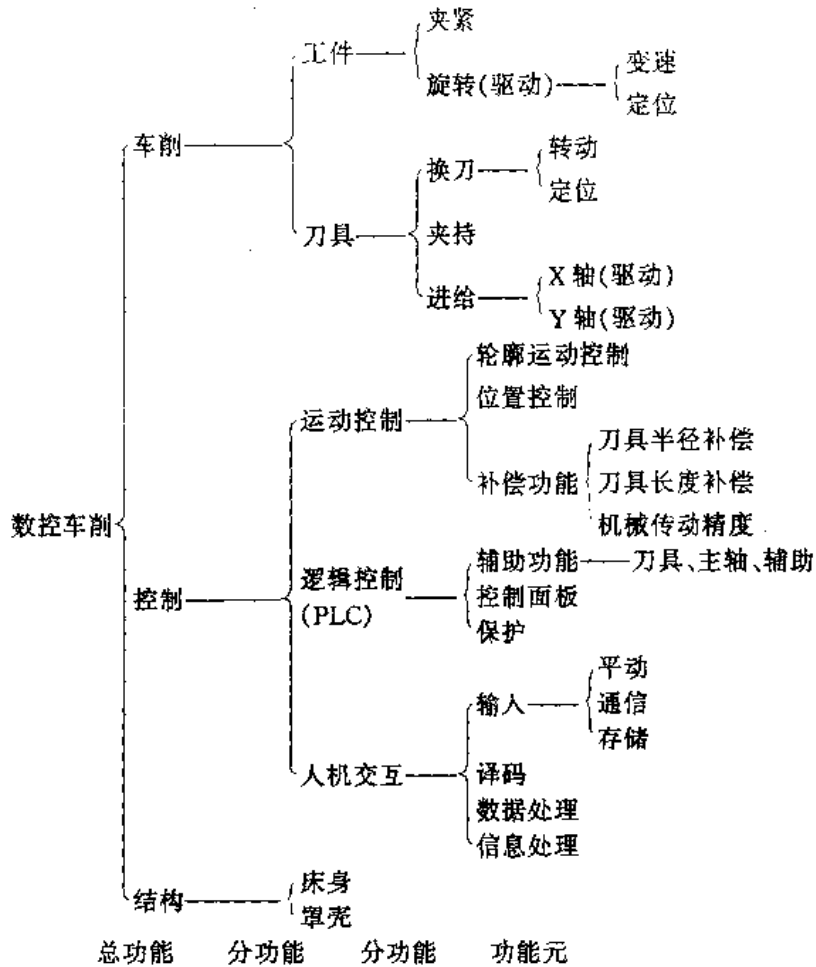 夹紧
工件
变速
旋转(驱动)
定位
车削
转动
换刀
定位
刀具
夹持
X 轴(驱动)
进给
Y 轴(驱动)
轮廓运动控制
位置控制
运动控制
刀具半径补偿
补偿功能
刀具长度补偿
机械传动精度
数控车削
辅助功能
刀具、主轴、辅助
逻辑控制
(PLC)
控制
控制面板
保护
平动
输入
通信
存储
人机交互
译码
数据处理
信息处理
床身
结构
罩壳
总功能 分功能 分功能 功能元